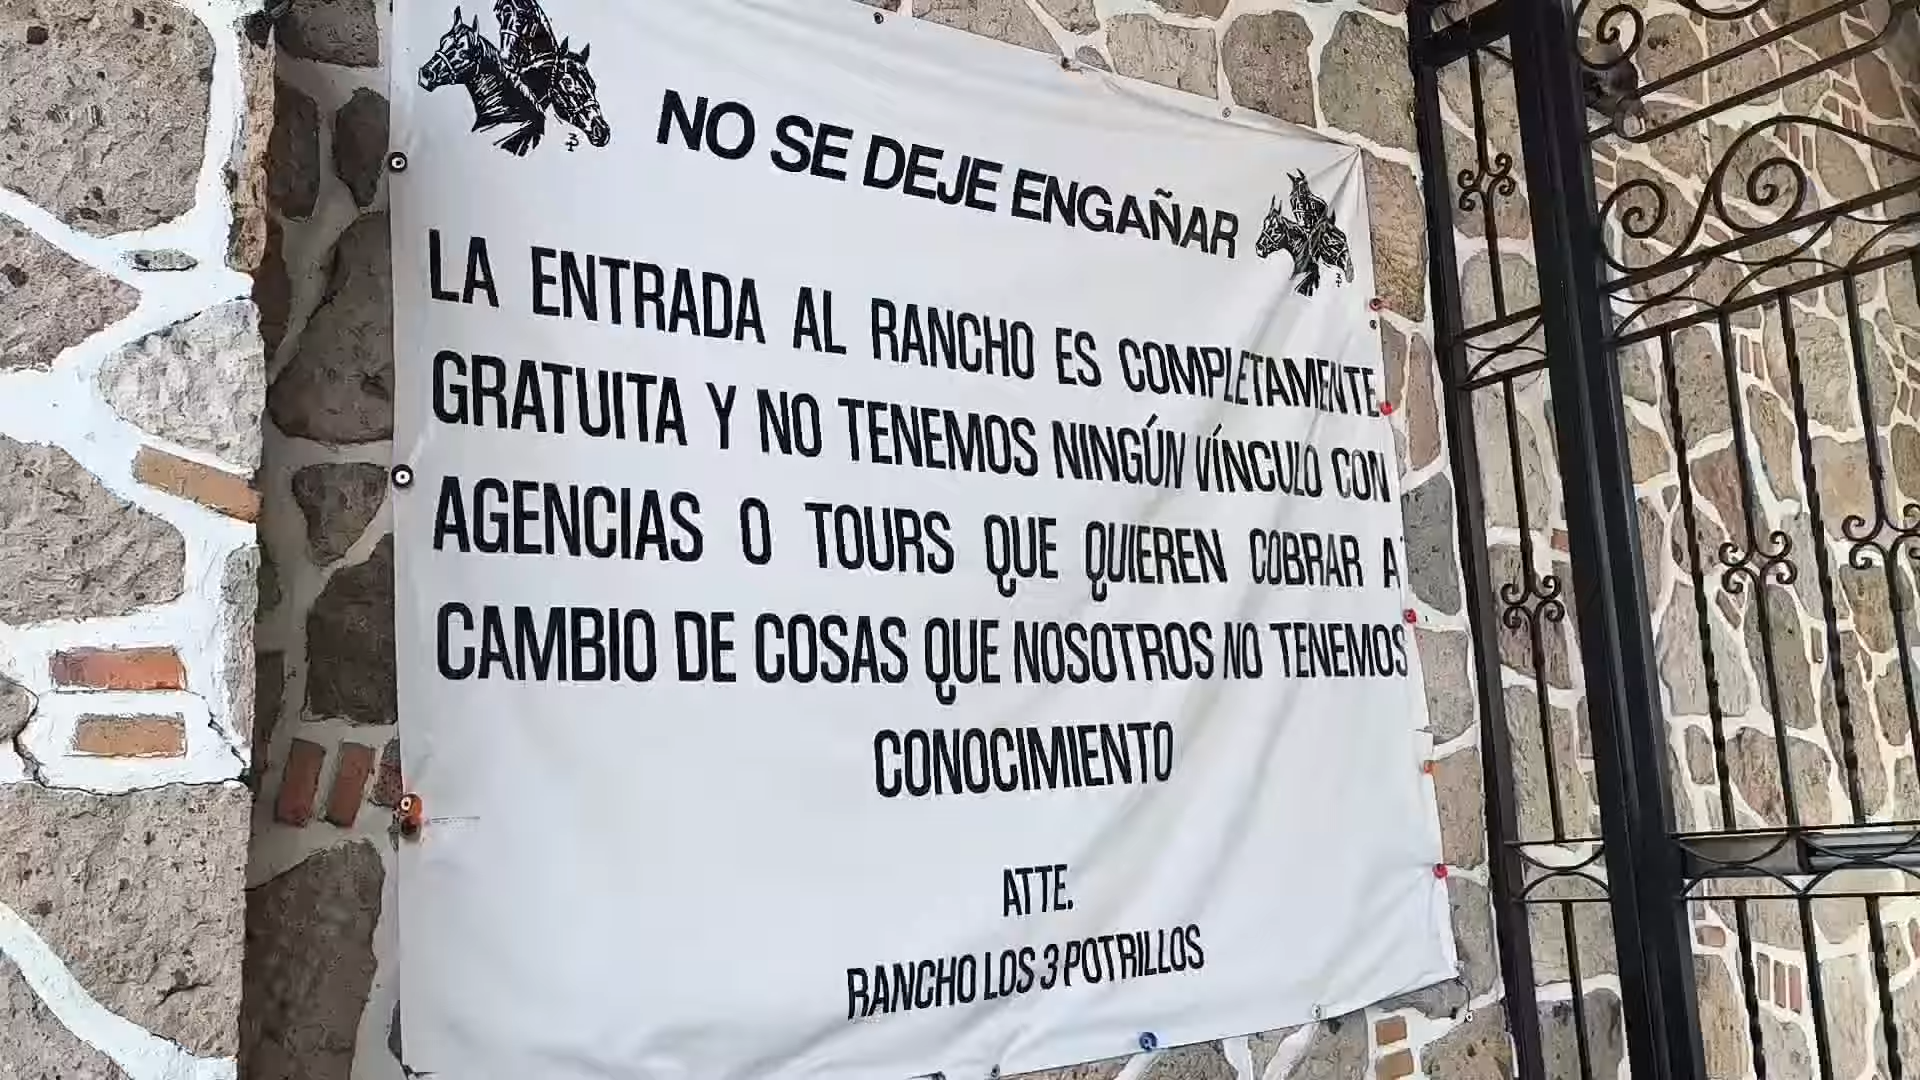 NO SE DEJE ENGAÑAR
LA ENTRADA AL RANCHO ES COMPLETAMENTE
GRATUITA Y NO TENEMOS NINGÚN VÍNCULO CON
AGENCIAS O TOURS QUE QUIEREN COBRAR A
CAMBIO DE COSAS QUE NOSOTROS NO TENEMOS
CONOCIMIENTO
ATTE.
RANCHO LOS 3 POTRILLOS